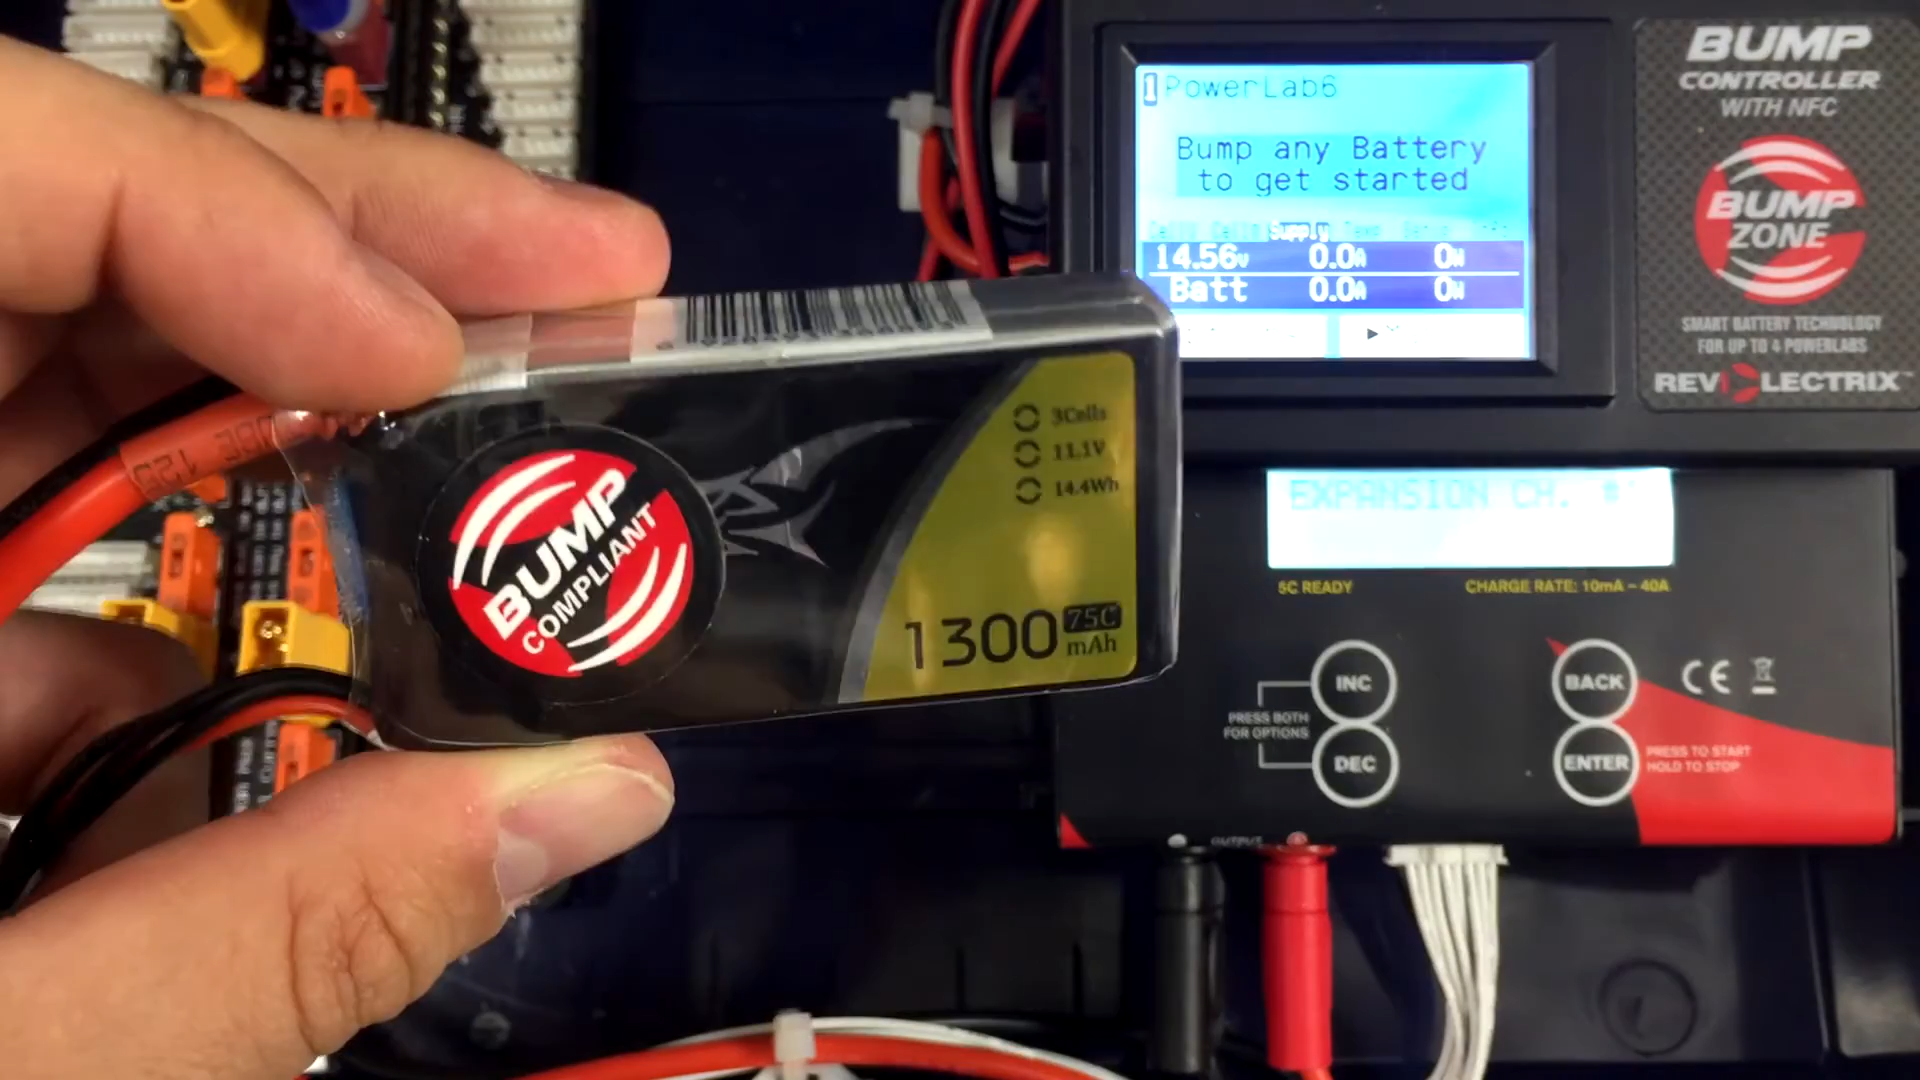 1 PowerLab6
Bump any Battery
to get started
Supply
14.56v 0.0A 0W
Batt 0.0A 0W
BUMP
CONTROLLER
WITH NFC
BUMP
ZONE
SMART BATTERY TECHNOLOGY
FOR UP TO 4 POWERLABS
REVOLECTRIX™
BUMP
COMPLIANT
3Cells
11.1V
14.4Wh
1300 75C
mAh
EXPANSION CH. #
5C READY
CHARGE RATE: 10mA - 40A
INC
DEC
PRESS BOTH
FOR OPTIONS
BACK
ENTER
PRESS TO START
HOLD TO STOP
CE
OUTPUT